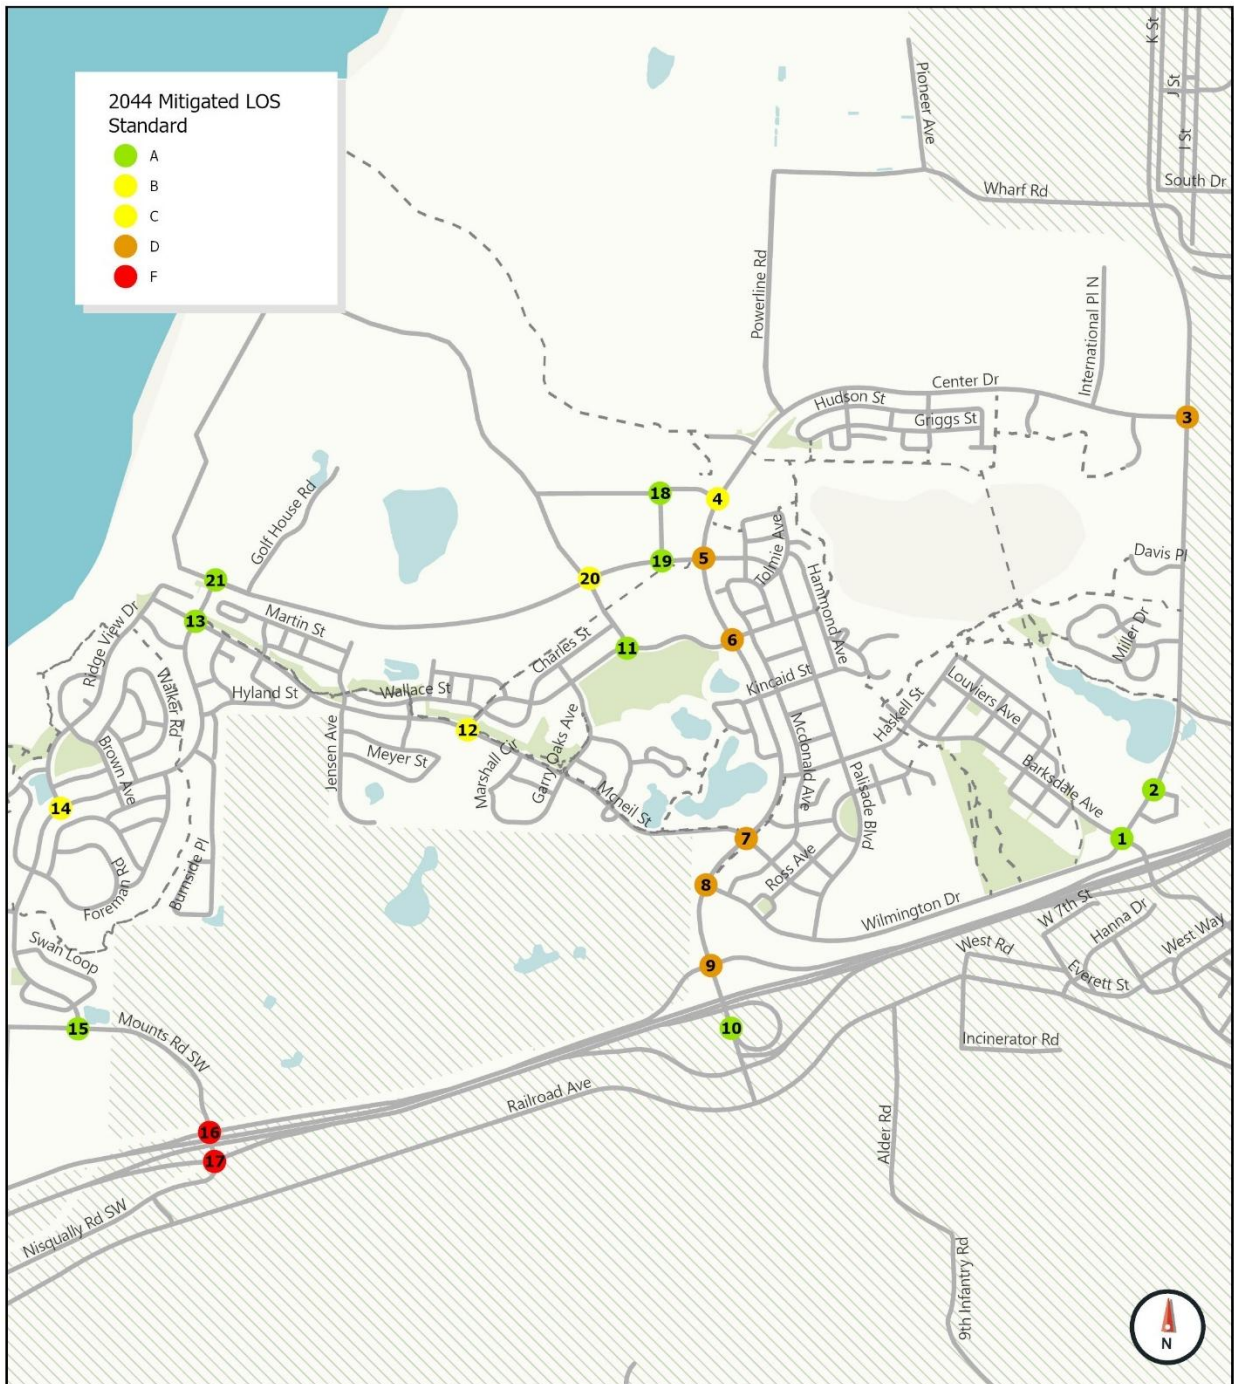 2044 Mitigated LOS
Standard
A
B
C
D
F
K St
J St
I St
South Dr
Pioneer Ave
Wharf Rd
Powerline Rd
International Pl N
Center Dr
Hudson St
Griggs St
3
18
4
Golf House Rd
Tolmie Ave
19
5
Davis Pl
20
21
Hammond Ave
Ridge View Dr
13
Martin St
Charles St
11
6
Miller Dr
Walker Rd
Hyland St
Wallace St
Kincaid St
Louviers Ave
Haskell St
12
Jensen Ave
Meyer St
Marshall Cir
Garry Oaks Ave
Mcdonald Ave
Brown Ave
14
Mcneil St
Palisade Blvd
Barksdale Ave
2
7
1
Burnside Pl
Foreman Rd
8
Ross Ave
Wilmington Dr
W 7th St
Hanna Dr
West Way
Swan Loop
9
West Rd
Everett St
15
Mounts Rd SW
10
Incinerator Rd
Railroad Ave
16
17
Alder Rd
Nisqually Rd SW
9th Infantry Rd
N